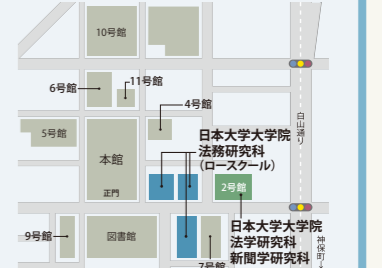 10号館
6号館
11号館
4号館
5号館
本館
正門
日本大学大学院
法務研究科
(ロースクール)
白山通り
2号館
9号館
図書館
7号館
日本大学大学院
法学研究科
新聞学研究科
神保町→